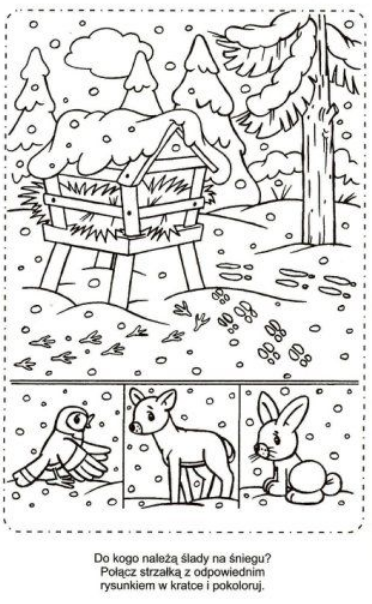 Do kogo należą ślady na śniegu?
Połącz strzałką z odpowiednim
rysunkiem w kratce i pokoloruj.